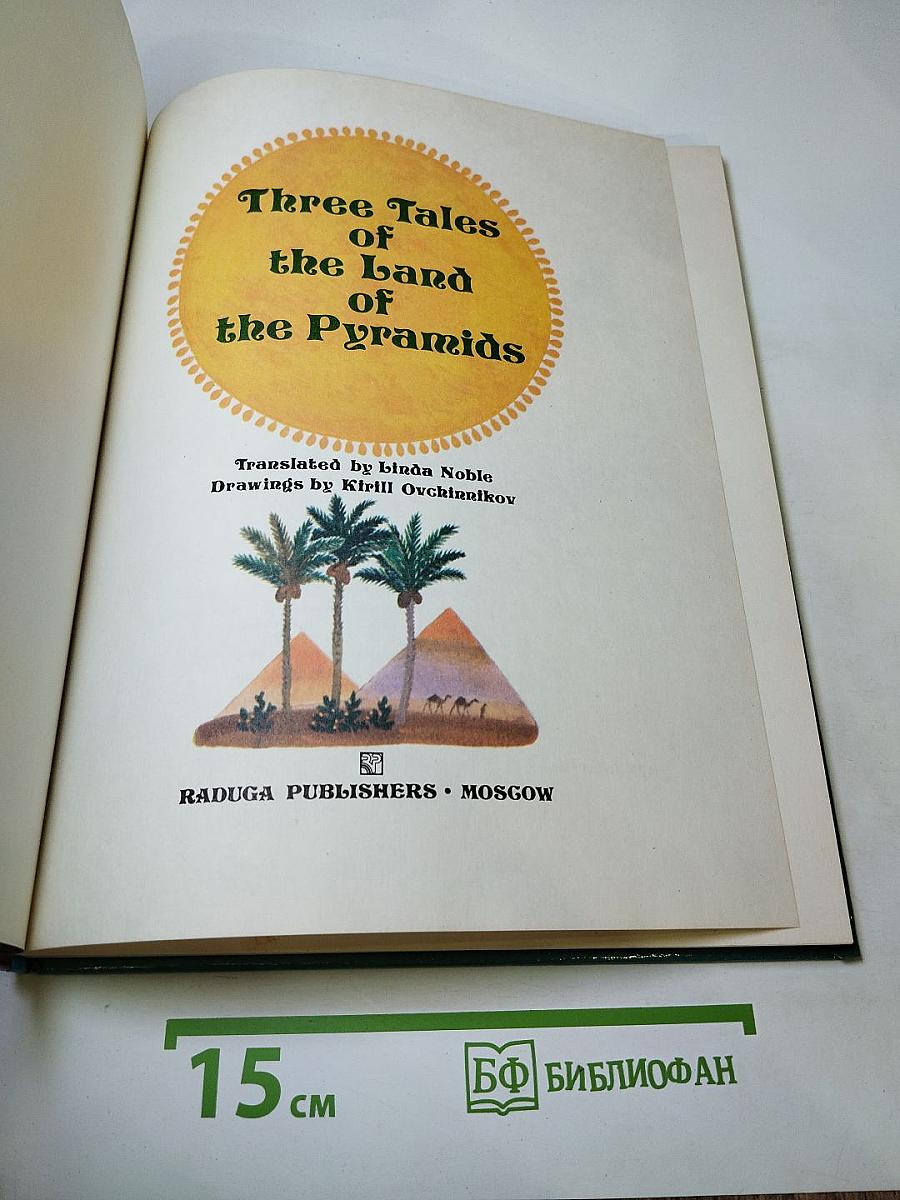 Three Tales
of
the Land
of
the Pyramids
Translated by Linda Noble
Drawings by Kirill Ovchinnikov
RP
RADUGA PUBLISHERS • MOSCOW
15 см
БФ БИБЛИОФАН